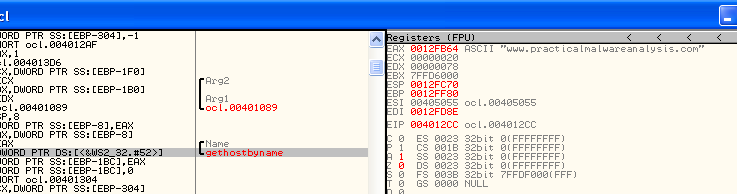 cl
WORD PTR SS:[EBP-304],-1
HORT ocl.004012AF
AX,1
cl.004013D6
CX,DWORD PTR SS:[EBP-1F0]
ECX
DX,DWORD PTR SS:[EBP-1B0]
EDX
cl.00401089
SP,8
WORD PTR SS:[EBP-8],EAX
AX,DWORD PTR SS:[EBP-8]
EAX
DWORD PTR DS:[<&WS2_32.#52>]
WORD PTR SS:[EBP-1BC],EAX
WORD PTR SS:[EBP-1BC],0
HORT ocl.00401304
CX,DWORD PTR SS:[EBP-304]
Arg2
Arg1
ocl.00401089
Name
gethostbyname
Registers (FPU) < < <
EAX 0012FB64 ASCII "www.practicalmalwareanalysis.com"
ECX 00000020
EDX 00000078
EBX 7FFD6000
ESP 0012FC70
EBP 0012FF80
ESI 00405055 ocl.00405055
EDI 0012FD8E
EIP 004012CC ocl.004012CC
C 0 ES 0023 32bit 0(FFFFFFFF)
P 1 CS 001B 32bit 0(FFFFFFFF)
A 1 SS 0023 32bit 0(FFFFFFFF)
Z 0 DS 0023 32bit 0(FFFFFFFF)
S 0 FS 003B 32bit 7FFDF000(FFF)
T 0 GS 0000 NULL